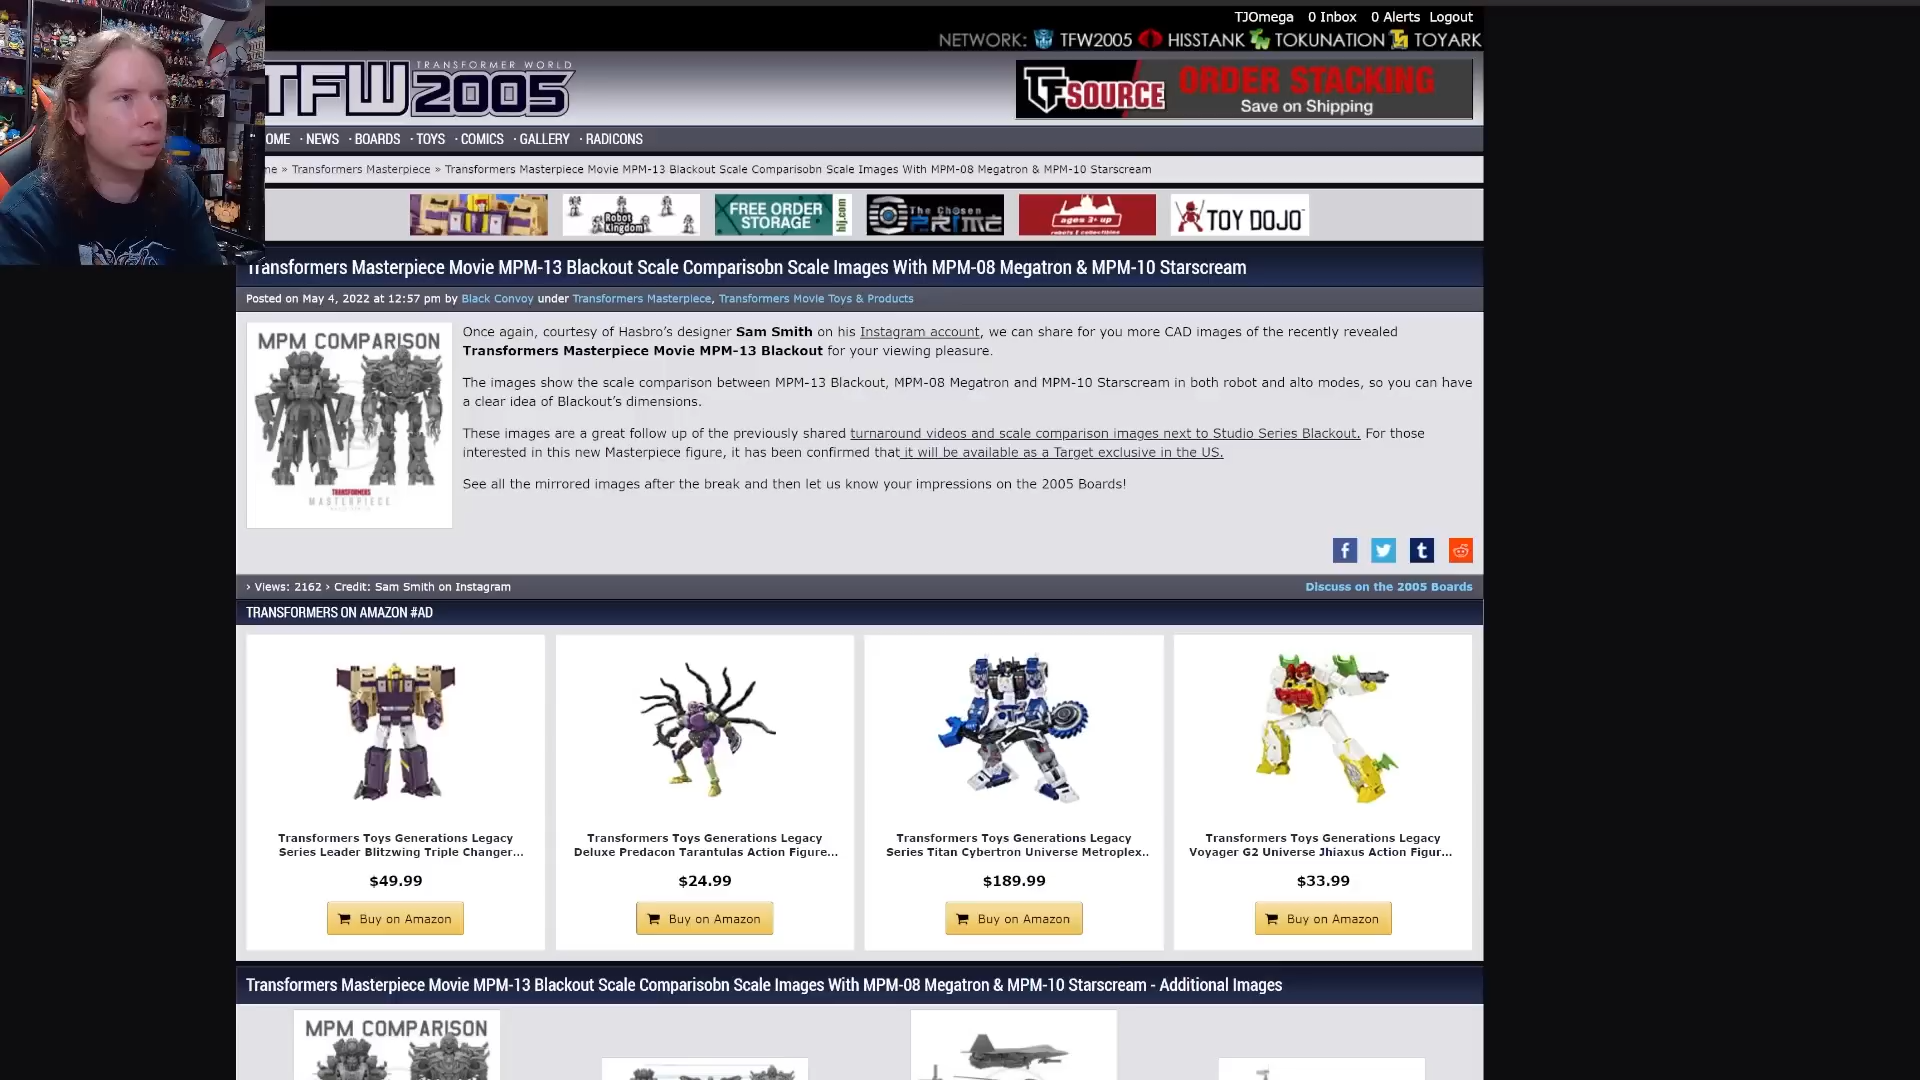 TJOmega 0 Inbox 0 Alerts Logout
NETWORK: TFW2005 HISSTANK TOKUNATION TOYARK
TRANSFORMER WORLD
TFW2005
TFSOURCE ORDER STACKING
Save on Shipping
OME · NEWS · BOARDS · TOYS · COMICS · GALLERY · RADICONS
me » Transformers Masterpiece » Transformers Masterpiece Movie MPM-13 Blackout Scale Comparisobn Scale Images With MPM-08 Megatron & MPM-10 Starscream
Robot Kingdom
FREE ORDER STORAGE hlj.com
The Chosen PRIME
ages 3+ up
robots & collectibles
TOY DOJO
Transformers Masterpiece Movie MPM-13 Blackout Scale Comparisobn Scale Images With MPM-08 Megatron & MPM-10 Starscream
Posted on May 4, 2022 at 12:57 pm by Black Convoy under Transformers Masterpiece, Transformers Movie Toys & Products
MPM COMPARISON
TRANSFORMERS
MASTERPIECE
Once again, courtesy of Hasbro's designer Sam Smith on his Instagram account, we can share for you more CAD images of the recently revealed
Transformers Masterpiece Movie MPM-13 Blackout for your viewing pleasure.
The images show the scale comparison between MPM-13 Blackout, MPM-08 Megatron and MPM-10 Starscream in both robot and alto modes, so you can have
a clear idea of Blackout's dimensions.
These images are a great follow up of the previously shared turnaround videos and scale comparison images next to Studio Series Blackout. For those
interested in this new Masterpiece figure, it has been confirmed that it will be available as a Target exclusive in the US.
See all the mirrored images after the break and then let us know your impressions on the 2005 Boards!
› Views: 2162 › Credit: Sam Smith on Instagram
Discuss on the 2005 Boards
TRANSFORMERS ON AMAZON #AD
Transformers Toys Generations Legacy
Series Leader Blitzwing Triple Changer...
$49.99
Buy on Amazon
Transformers Toys Generations Legacy
Deluxe Predacon Tarantulas Action Figure...
$24.99
Buy on Amazon
Transformers Toys Generations Legacy
Series Titan Cybertron Universe Metroplex..
$189.99
Buy on Amazon
Transformers Toys Generations Legacy
Voyager G2 Universe Jhiaxus Action Figur...
$33.99
Buy on Amazon
Transformers Masterpiece Movie MPM-13 Blackout Scale Comparisobn Scale Images With MPM-08 Megatron & MPM-10 Starscream - Additional Images
MPM COMPARISON